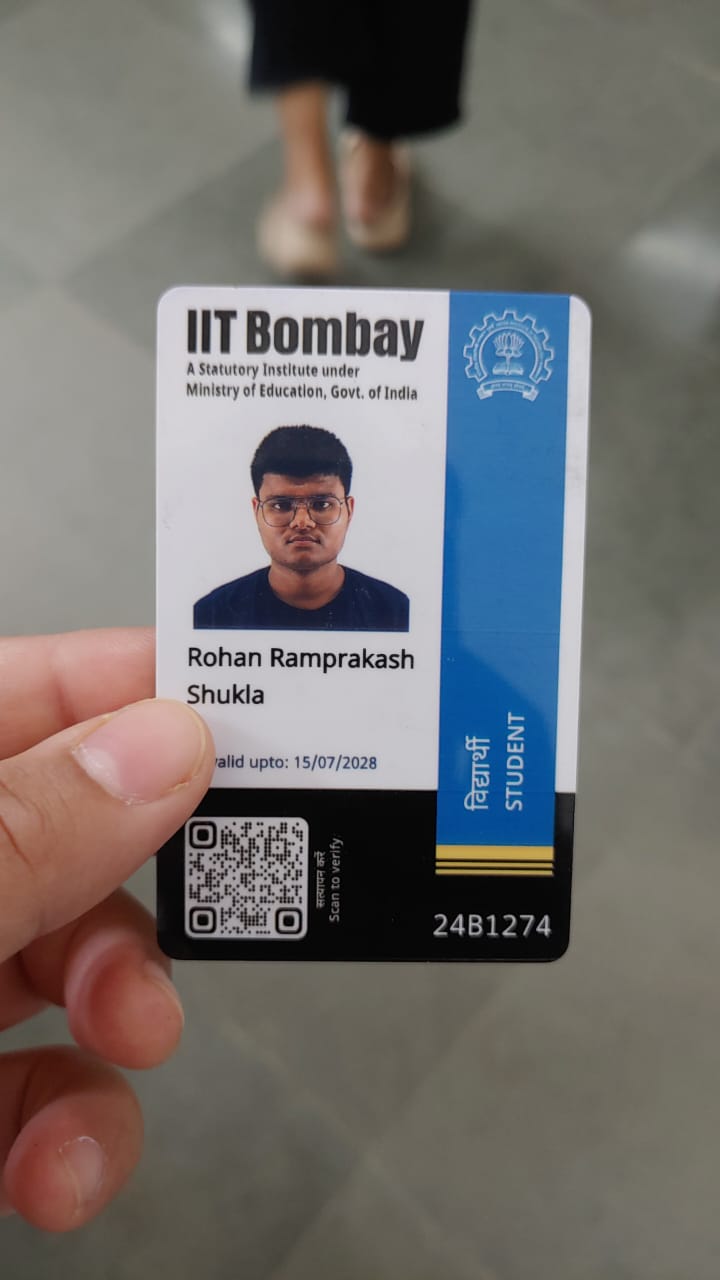 IIT Bombay
A Statutory Institute under
Ministry of Education, Govt. of India
Rohan Ramprakash
Shukla
upto: 15/07/2028
विद्यार्थी
STUDENT
सत्यापन करें
Scan to verify
24B1274